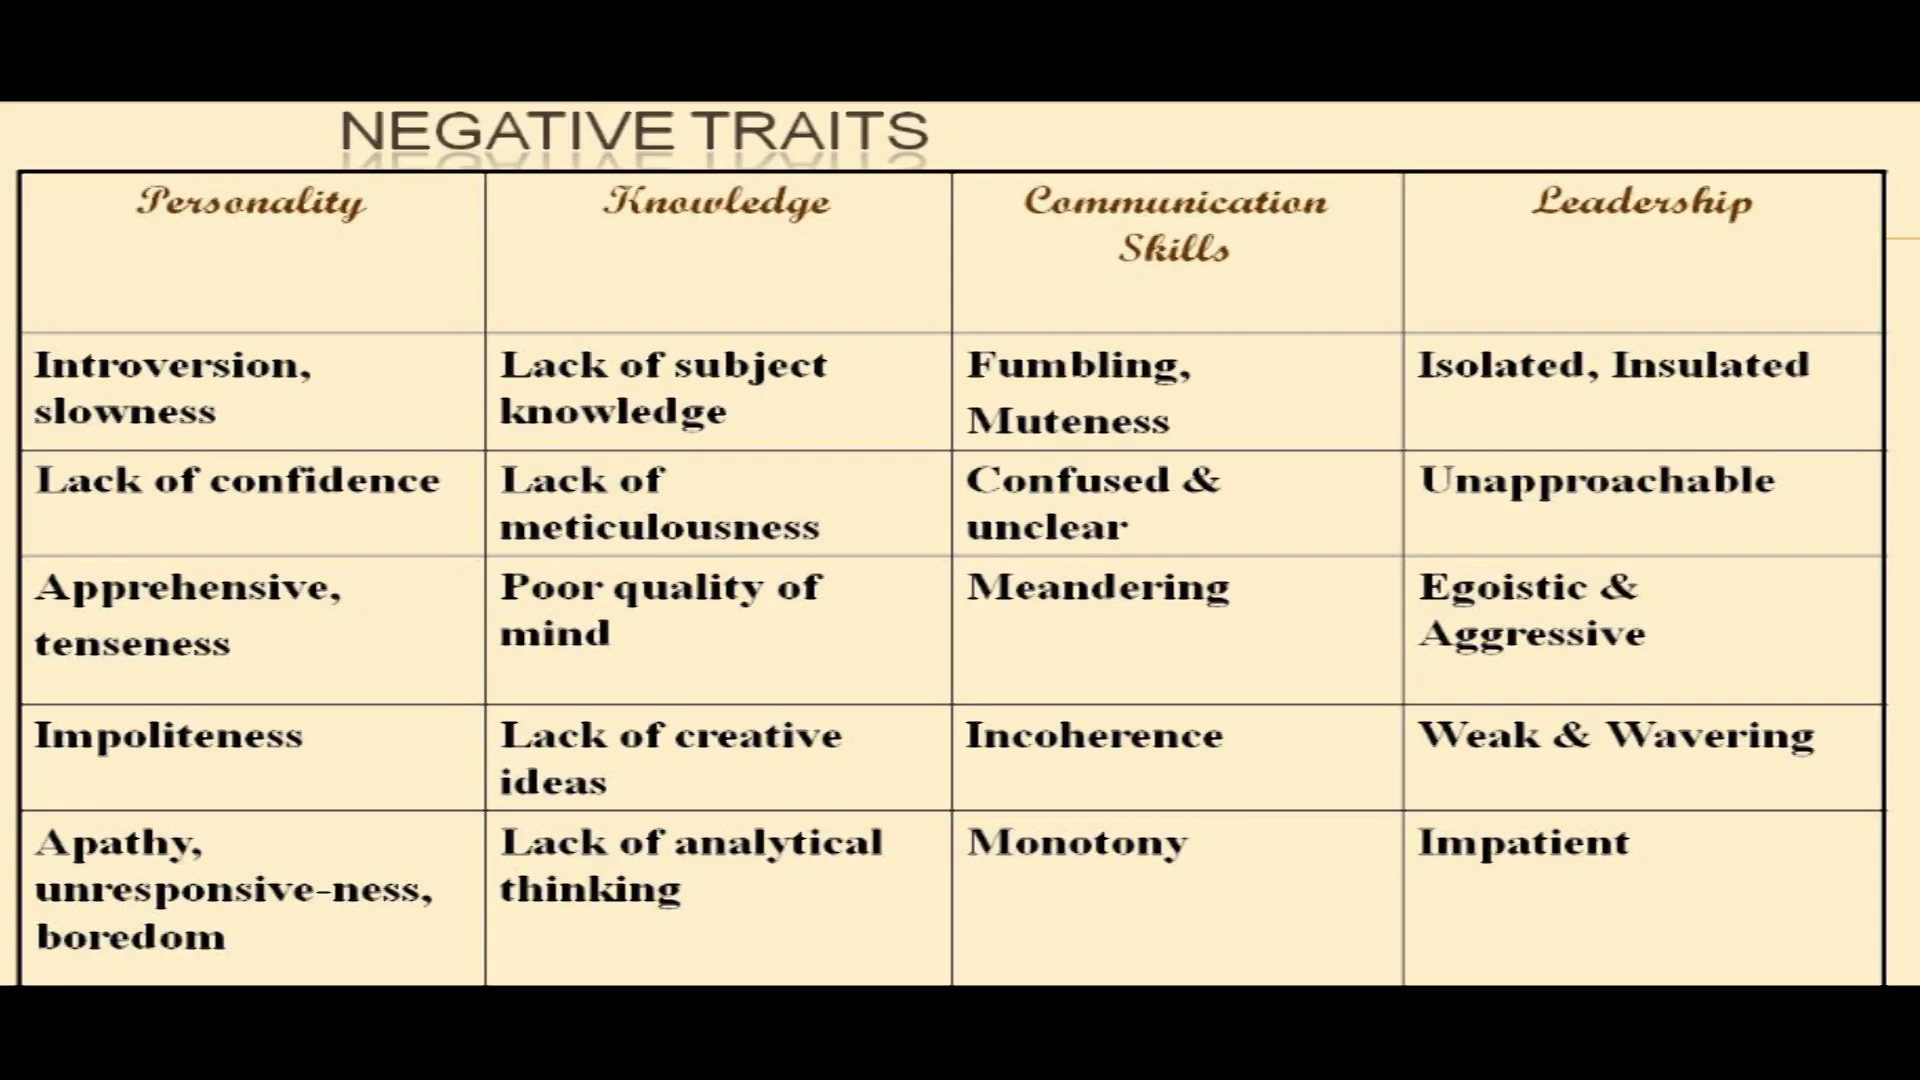 NEGATIVE TRAITS
Personality
Knowledge
Communication
Skills
Leadership
Introversion,
slowness
Lack of subject
knowledge
Fumbling,
Muteness
Isolated, Insulated
Lack of confidence
Lack of
meticulousness
Confused &
unclear
Unapproachable
Apprehensive,
tenseness
Poor quality of
mind
Meandering
Egoistic &
Aggressive
Impoliteness
Lack of creative
ideas
Incoherence
Weak & Wavering
Apathy,
unresponsive-ness,
boredom
Lack of analytical
thinking
Monotony
Impatient